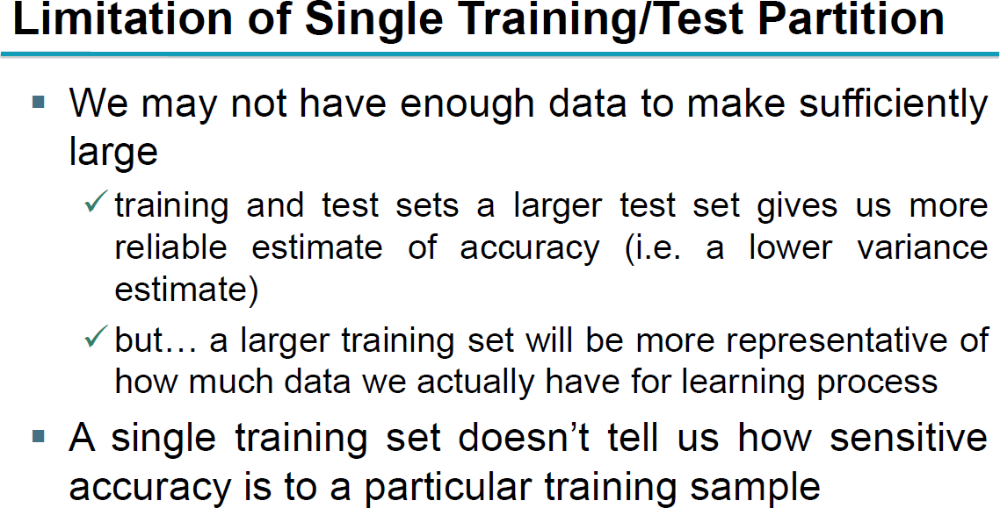 Limitation of Single Training/Test Partition
We may not have enough data to make sufficiently
large
training and test sets a larger test set gives us more
reliable estimate of accuracy (i.e. a lower variance
estimate)
but… a larger training set will be more representative of
how much data we actually have for learning process
A single training set doesn’t tell us how sensitive
accuracy is to a particular training sample